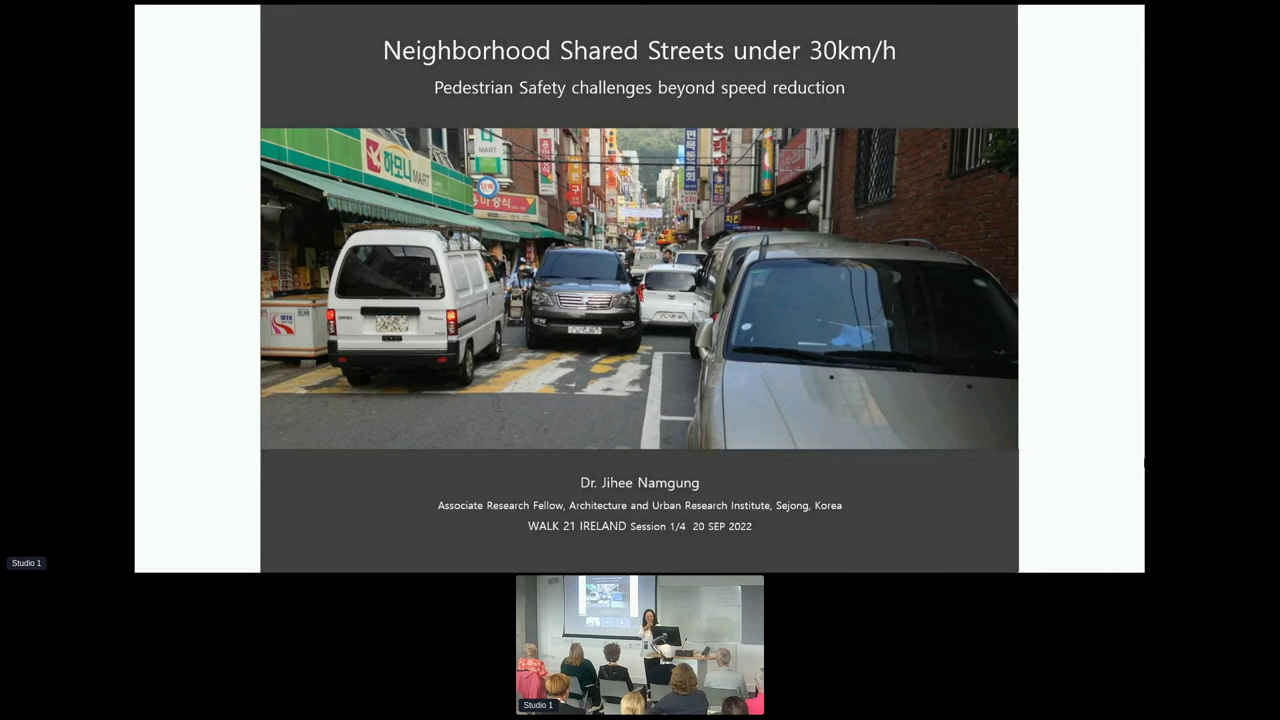 Neighborhood Shared Streets under 30km/h
Pedestrian Safety challenges beyond speed reduction
하모니 MART
MART
Dr. Jihee Namgung
Associate Research Fellow, Architecture and Urban Research Institute, Sejong, Korea
WALK 21 IRELAND Session 1/4 20 SEP 2022
Studio 1
Studio 1